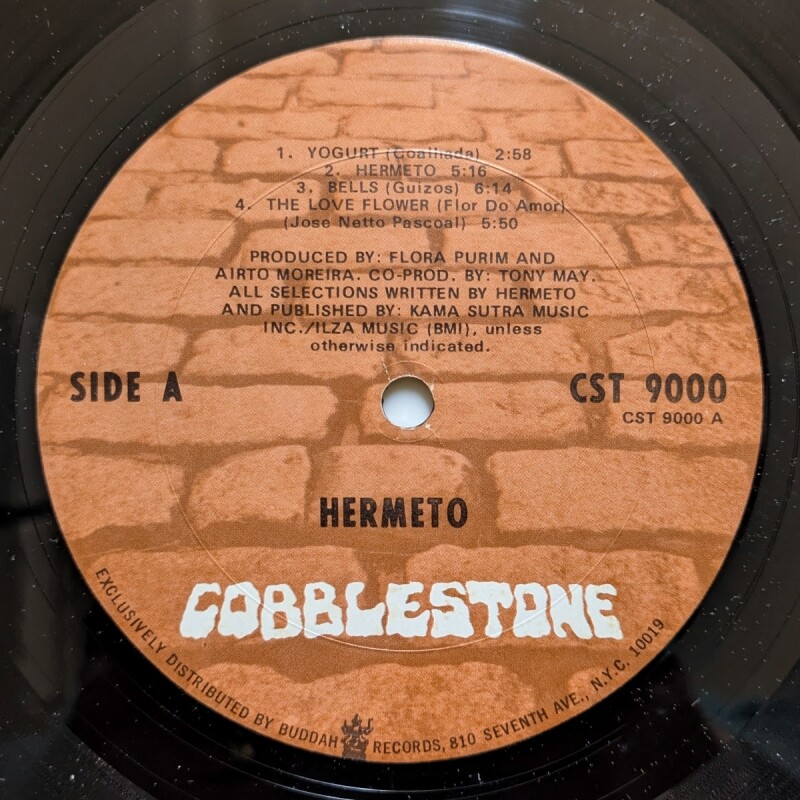 1. YOGURT (Coalhada) 2:58
2. HERMETO 5:16
3. BELLS (Guizos) 6:14
4. THE LOVE FLOWER (Flor Do Amor)
(Jose Netto Pascoal) 5:50
PRODUCED BY: FLORA PURIM AND
AIRTO MOREIRA. CO-PROD. BY: TONY MAY.
ALL SELECTIONS WRITTEN BY HERMETO
AND PUBLISHED BY: KAMA SUTRA MUSIC
INC./ILZA MUSIC (BMI), unless
otherwise indicated.
SIDE A
CST 9000
CST 9000 A
HERMETO
COBBLESTONE
EXCLUSIVELY DISTRIBUTED BY BUDDAH RECORDS, 810 SEVENTH AVE., N.Y.C. 10019